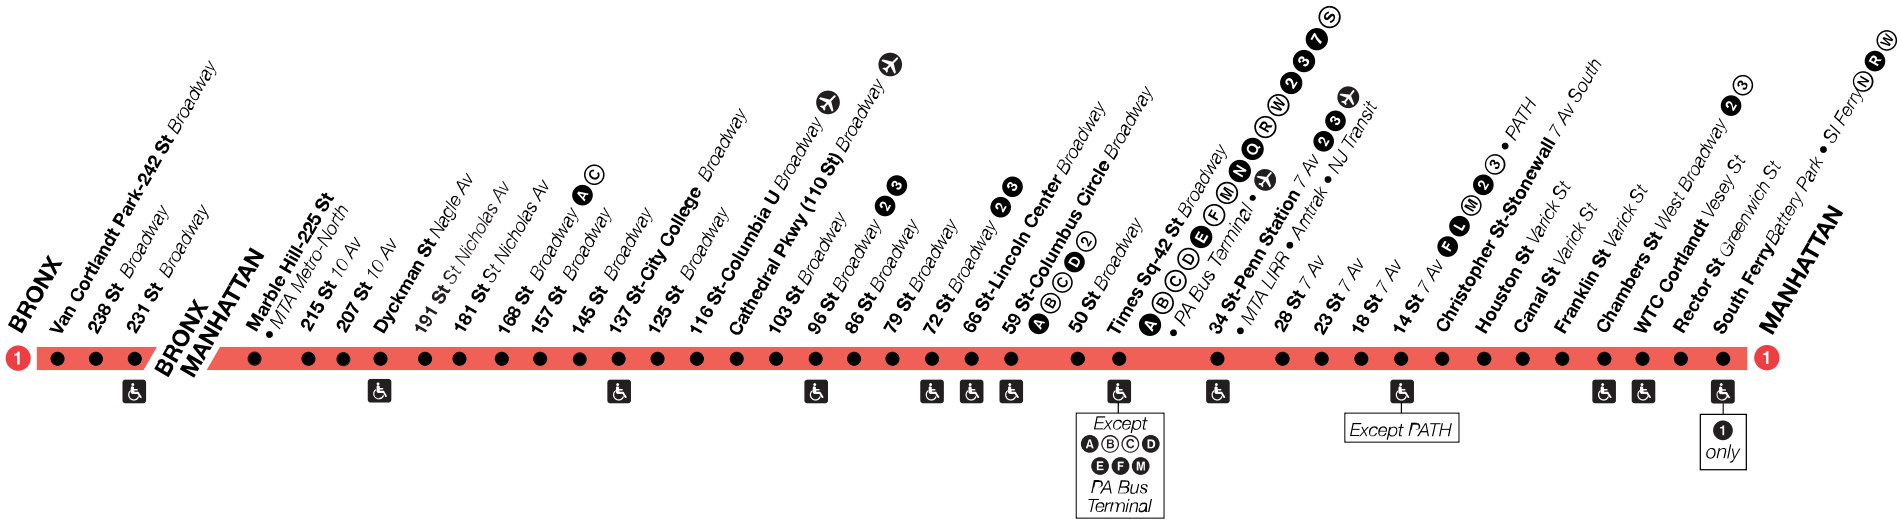 1
BRONX
Van Cortlandt Park-242 St Broadway
238 St Broadway
231 St Broadway
BRONX
MANHATTAN
Marble Hill-225 St
• MTA Metro-North
215 St 10 Av
207 St 10 Av
Dyckman St Nagle Av
191 St St Nicholas Av
181 St St Nicholas Av
168 St Broadway A C
157 St Broadway
145 St Broadway
137 St-City College Broadway
125 St Broadway
116 St-Columbia U Broadway
Cathedral Pkwy (110 St) Broadway
103 St Broadway
96 St Broadway 2 3
86 St Broadway
79 St Broadway
72 St Broadway 2 3
66 St-Lincoln Center Broadway
59 St-Columbus Circle Broadway
A B C D 2
50 St Broadway
Times Sq-42 St Broadway
A B C D E F M N Q R W 2 3 7 S
• PA Bus Terminal •
34 St-Penn Station 7 Av 2 3
• MTA LIRR • Amtrak • NJ Transit
28 St 7 Av
23 St 7 Av
18 St 7 Av
14 St 7 Av F L M 2 3 • PATH
Christopher St-Stonewall 7 Av South
Houston St Varick St
Canal St Varick St
Franklin St Varick St
Chambers St West Broadway 2 3
WTC Cortlandt Vesey St
Rector St Greenwich St
South Ferry Battery Park • SI Ferry N R W
MANHATTAN
1
Except
A B C D
E F M
PA Bus
Terminal
Except PATH
1
only